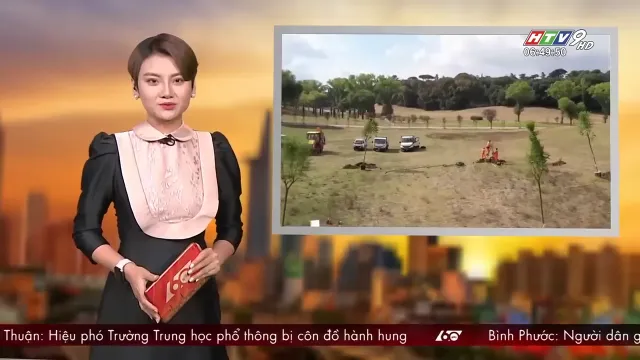 HTV9 HD
06:49:50
Thuận: Hiệu phó Trường Trung học phổ thông bị côn đồ hành hung
60
Bình Phước: Người dân g